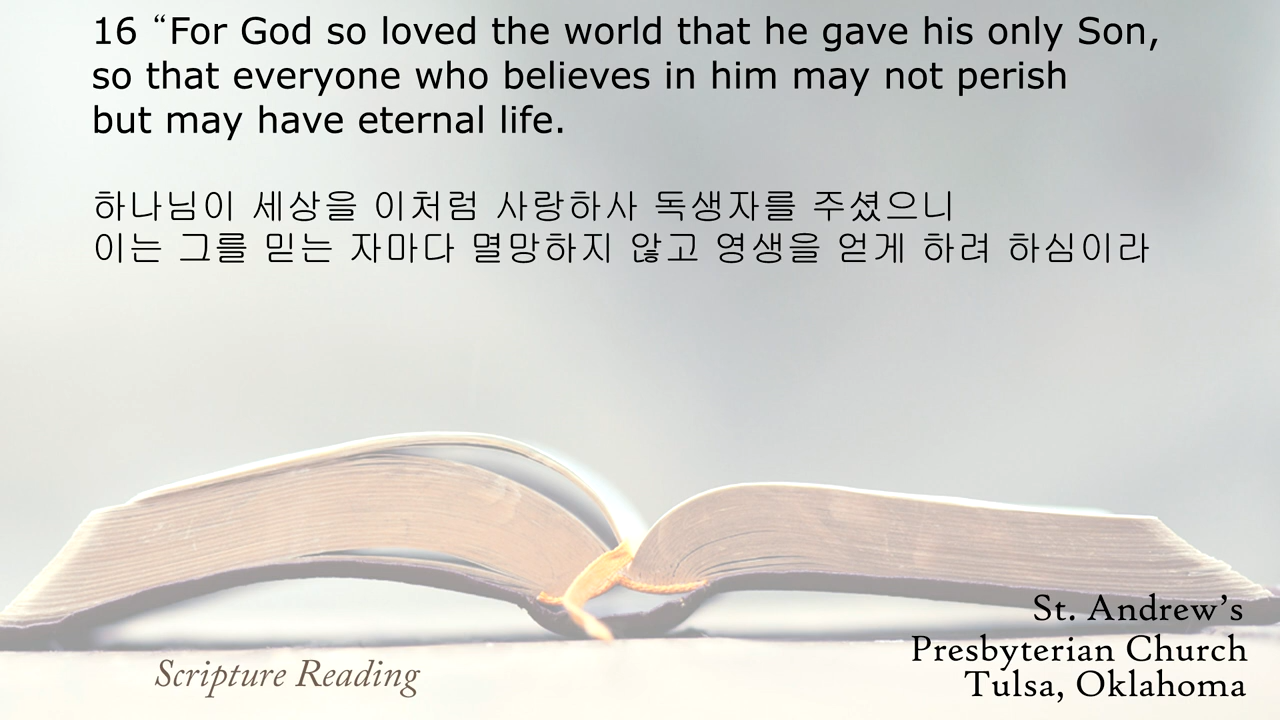 16 “For God so loved the world that he gave his only Son,
so that everyone who believes in him may not perish
but may have eternal life.
하나님이 세상을 이처럼 사랑하사 독생자를 주셨으니
이는 그를 믿는 자마다 멸망하지 않고 영생을 얻게 하려 하심이라
St. Andrew’s
Presbyterian Church
Tulsa, Oklahoma
Scripture Reading